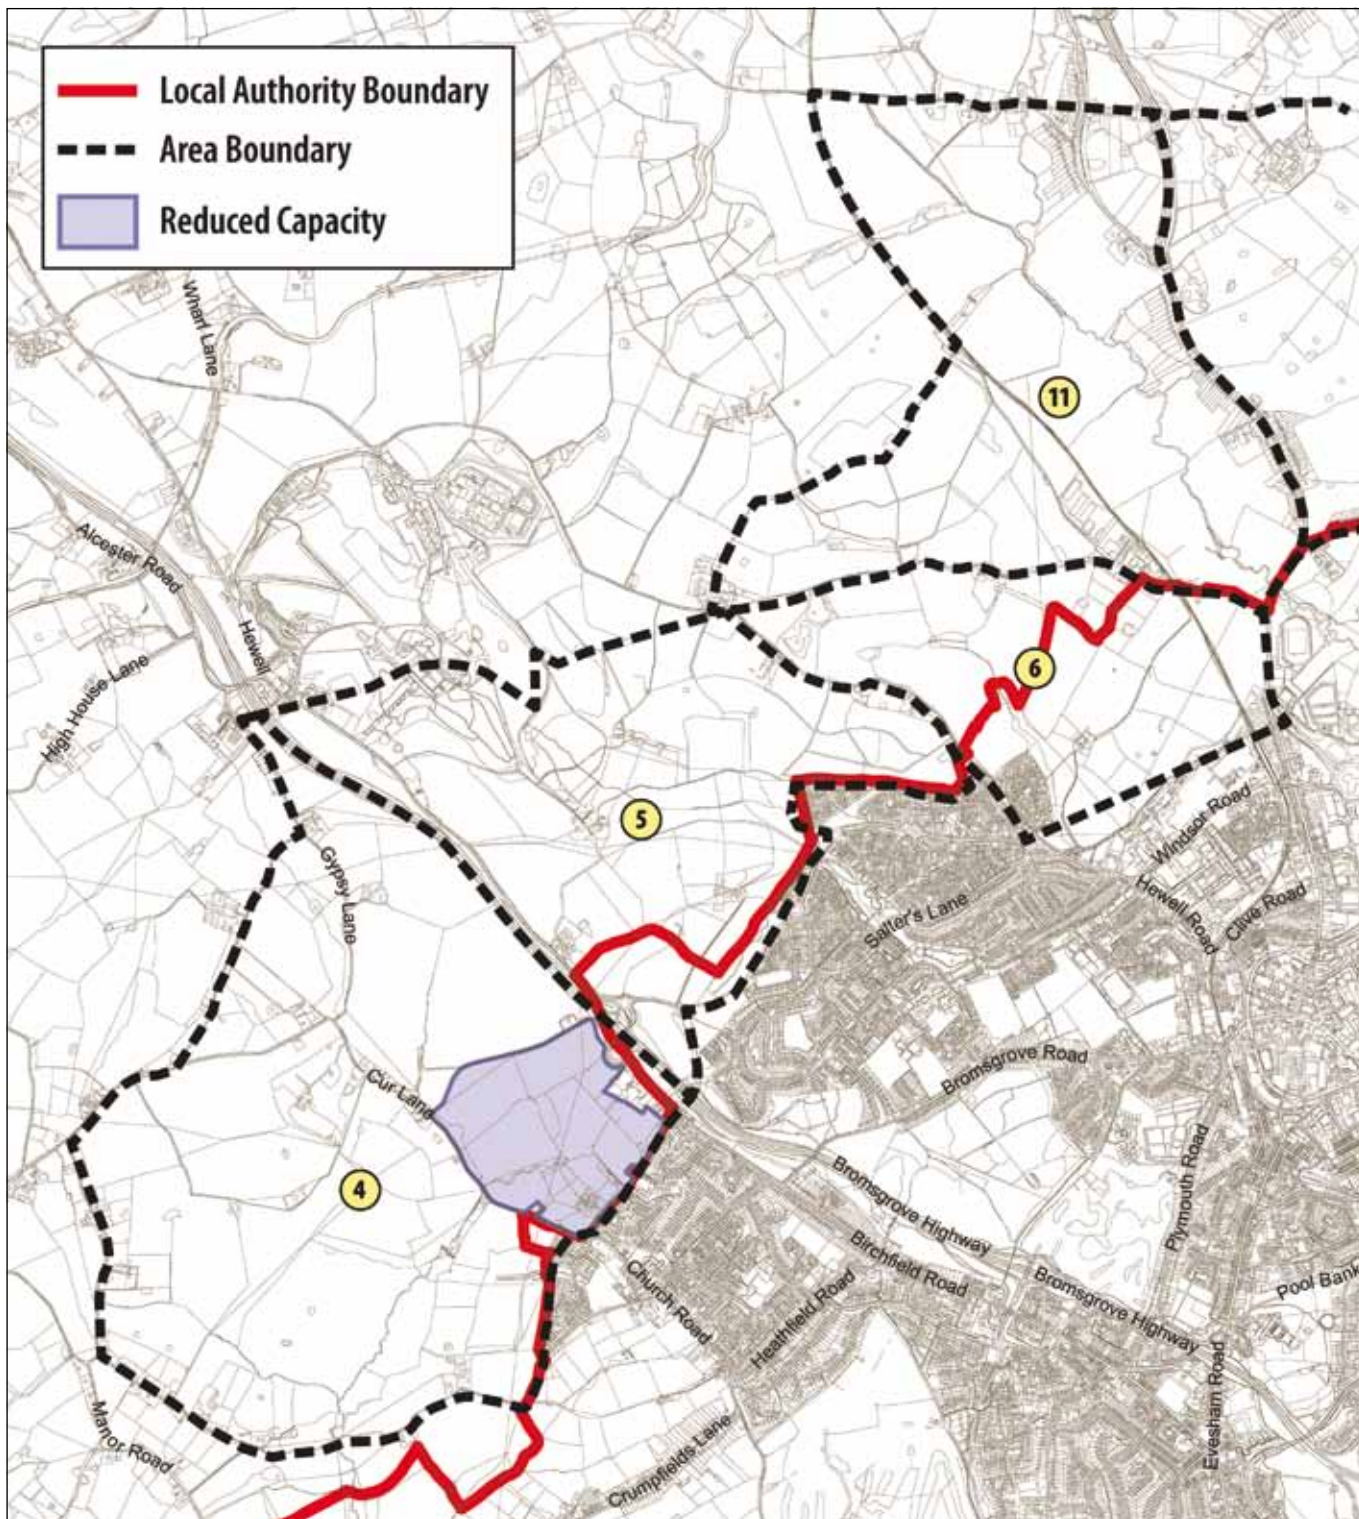 Local Authority Boundary
Area Boundary
Reduced Capacity
Wharf Lane
11
Alcester Road
Hewell
High House Lane
6
5
Gypsy Lane
Windsor Road
Hewell Road
Clive Road
Salter's Lane
Bromsgrove Road
Cur Lane
4
Plymouth Road
Bromsgrove Highway
Birchfield Road
Bromsgrove Highway
Pool Bank
Church Road
Heathfield Road
Evesham Road
Manor Road
Crumpfields Lane